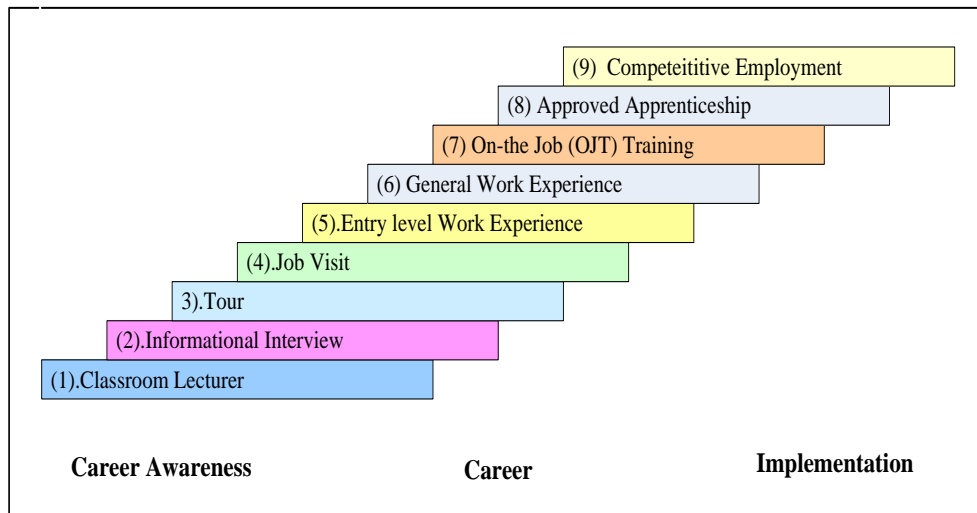 (9) Competeititive Employment
(8) Approved Apprenticeship
(7) On-the Job (OJT) Training
(6) General Work Experience
(5).Entry level Work Experience
(4).Job Visit
3).Tour
(2).Informational Interview
(1).Classroom Lecturer
Career Awareness
Career
Implementation